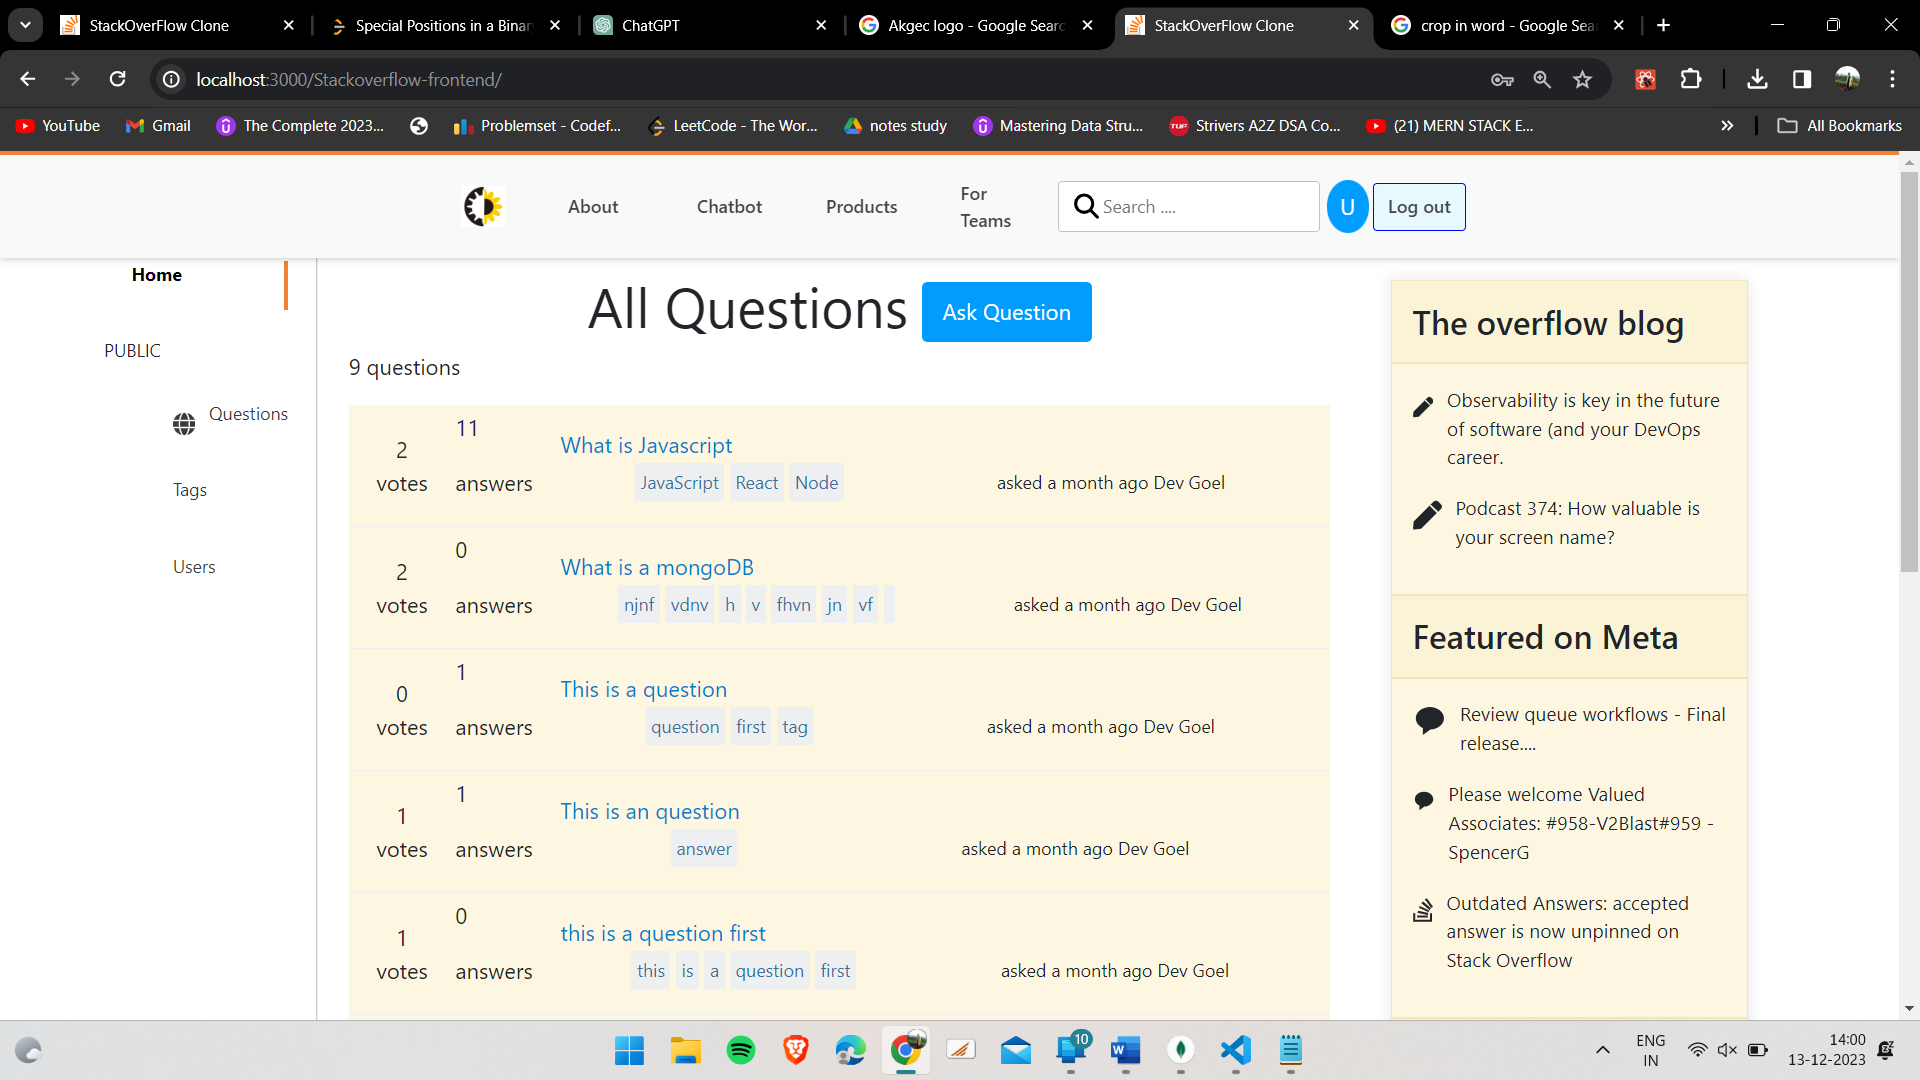 StackOverFlow Clone
Special Positions in a Binar
ChatGPT
Akgec logo - Google Searc
StackOverFlow Clone
crop in word - Google Sea
localhost:3000/Stackoverflow-frontend/
YouTube
Gmail
The Complete 2023...
Problemset - Codef...
LeetCode - The Wor...
notes study
Mastering Data Stru...
TUF
Strivers A2Z DSA Co...
(21) MERN STACK E...
All Bookmarks
About
Chatbot
Products
For
Teams
Search ....
U
Log out
Home
PUBLIC
Questions
Tags
Users
All Questions
Ask Question
9 questions
2
votes
11
answers
What is Javascript
JavaScript React Node
asked a month ago Dev Goel
2
votes
0
answers
What is a mongoDB
njnf vdnv h v fhvn jn vf
asked a month ago Dev Goel
0
votes
1
answers
This is a question
question first tag
asked a month ago Dev Goel
1
votes
1
answers
This is an question
answer
asked a month ago Dev Goel
1
votes
0
answers
this is a question first
this is a question first
asked a month ago Dev Goel
The overflow blog
Observability is key in the future
of software (and your DevOps
career.
Podcast 374: How valuable is
your screen name?
Featured on Meta
Review queue workflows - Final
release....
Please welcome Valued
Associates: #958-V2Blast#959 -
SpencerG
Outdated Answers: accepted
answer is now unpinned on
Stack Overflow
10
W
ENG
IN
14:00
13-12-2023